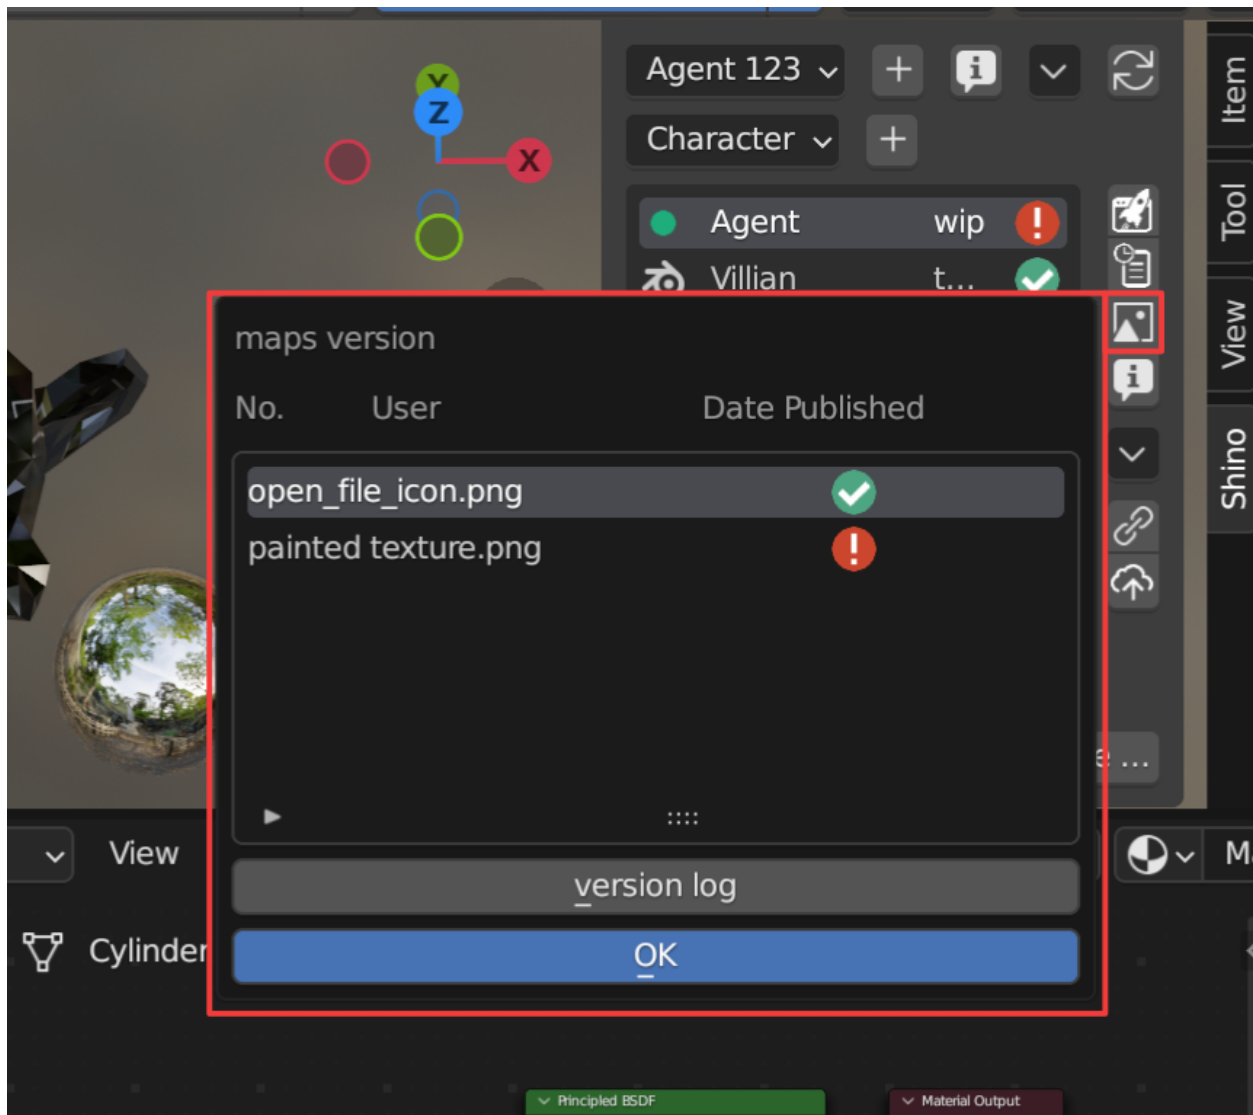 Y
Z
X
Agent 123
Character
Agent wip
Villian t...
maps version
No. User Date Published
open_file_icon.png
painted texture.png
version log
OK
e ...
Item
Tool
View
Shino
View
Ma
Cylinder
Principled BSDF
Material Output